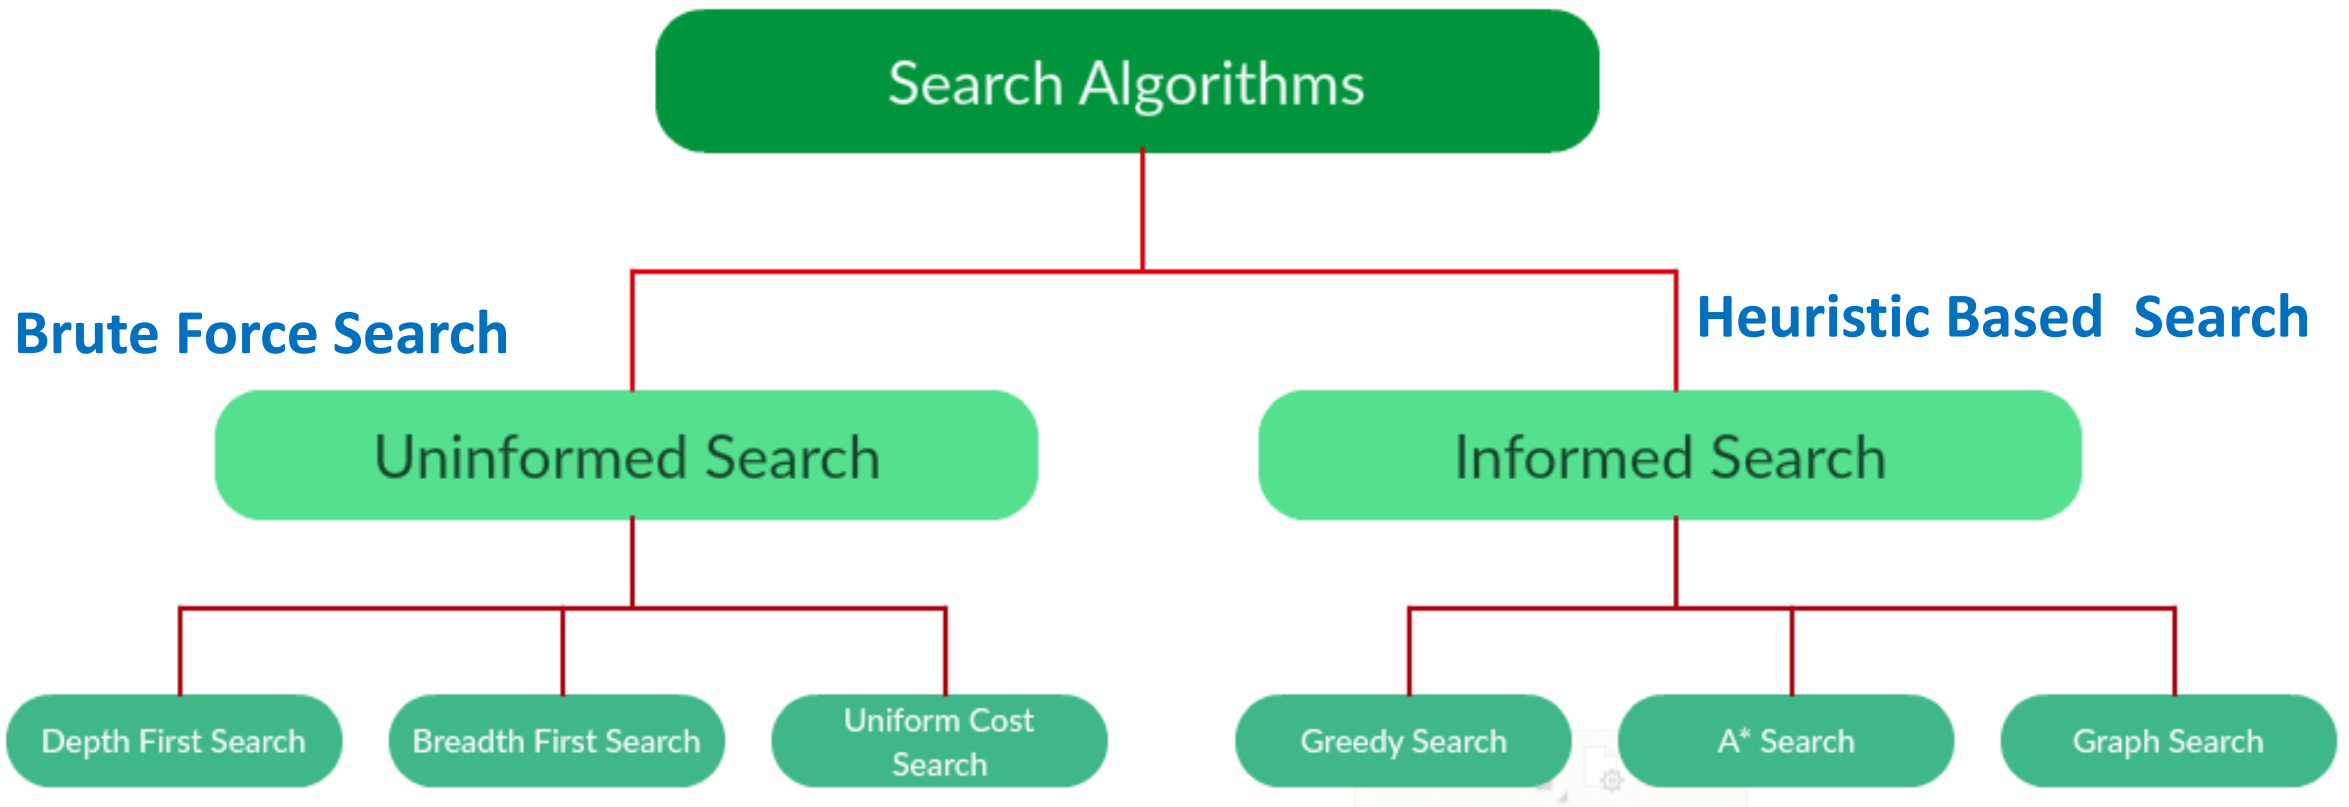 Search Algorithms
Brute Force Search
Heuristic Based  Search
Uninformed Search
Informed Search
Depth First Search
Breadth First Search
Uniform Cost
Search
Greedy Search
A* Search
Graph Search